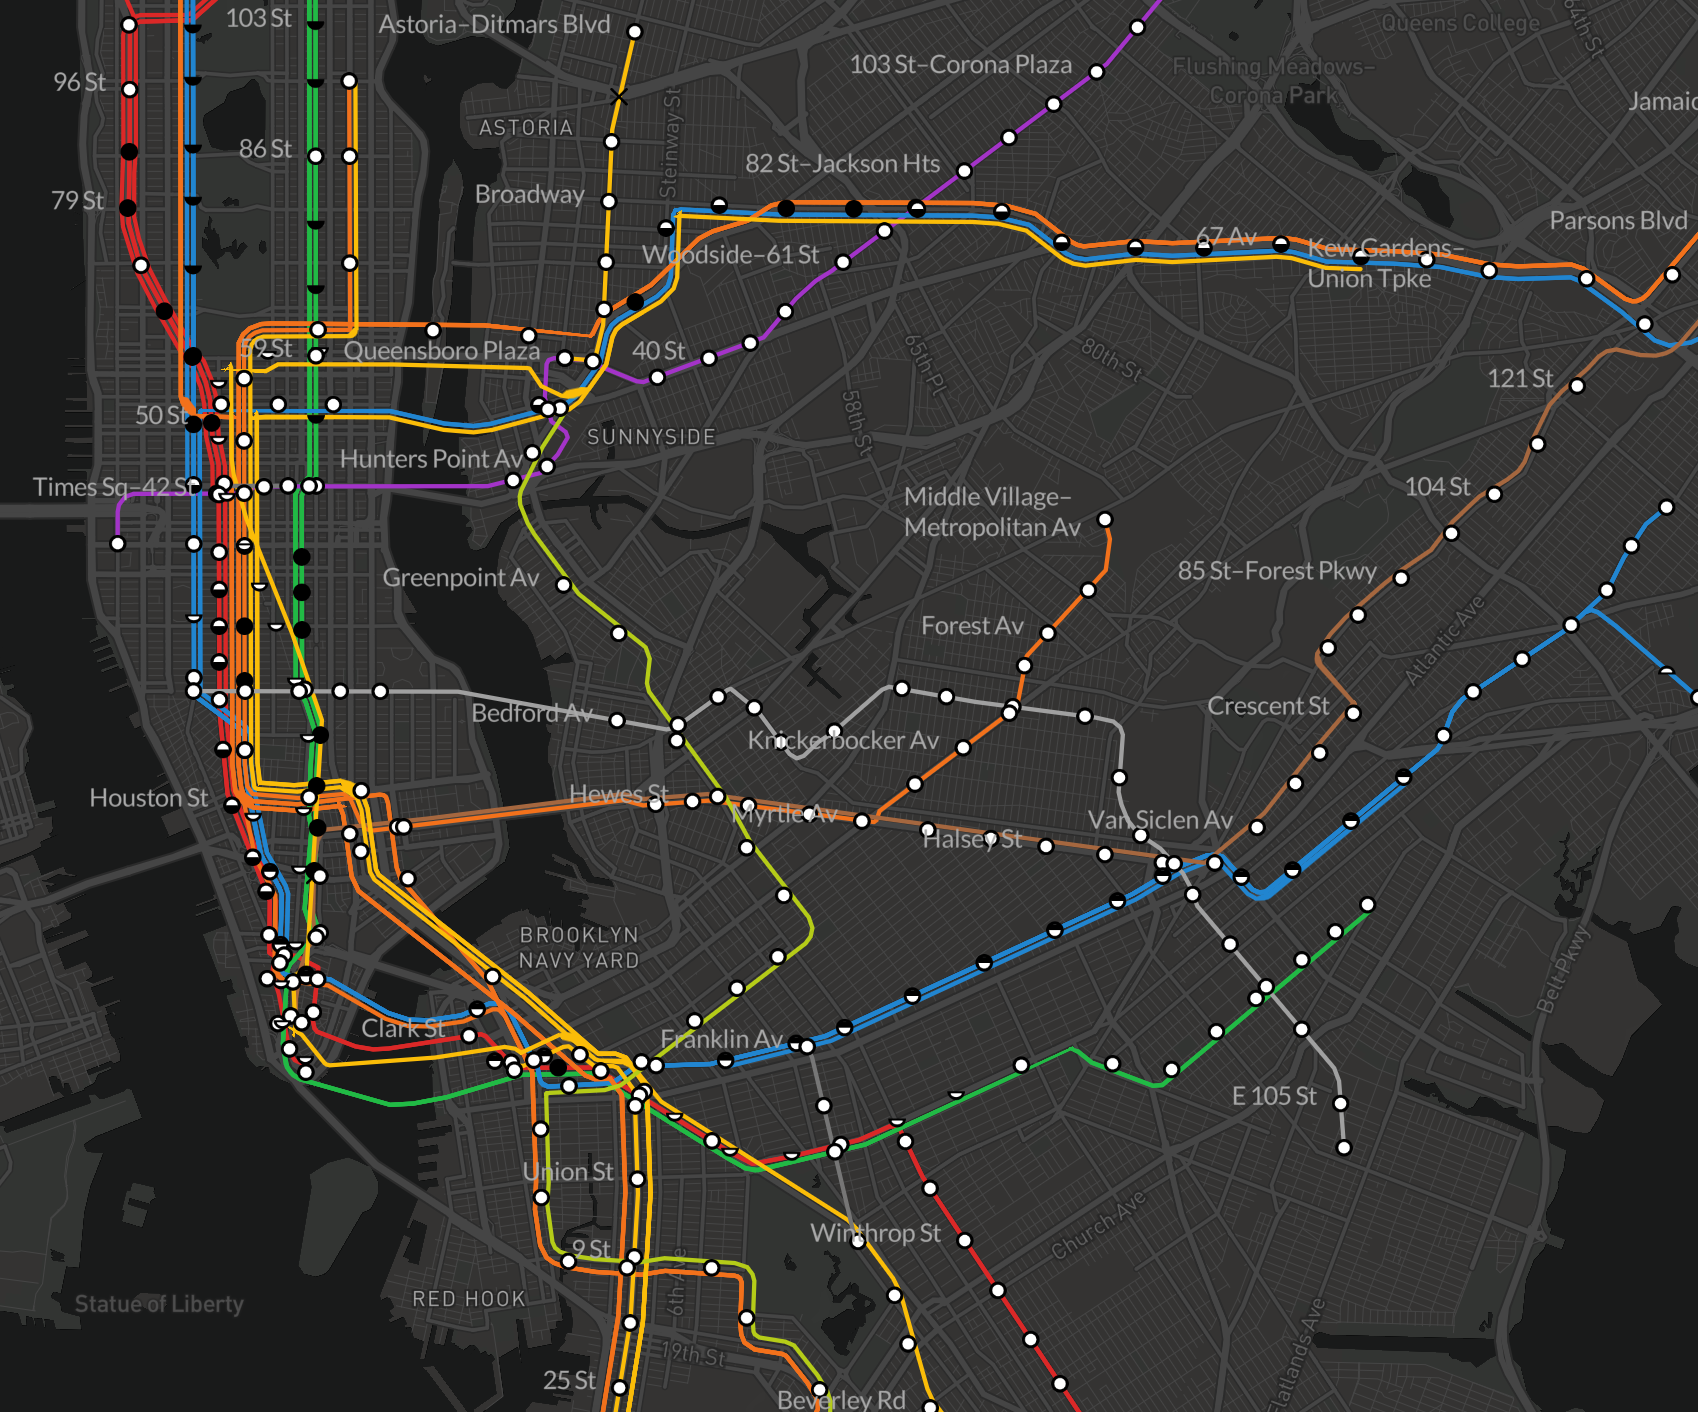 103 St
Astoria–Ditmars Blvd
Queens College
64th St
103 St–Corona Plaza
Flushing Meadows–
Corona Park
96 St
Jamaic
ASTORIA
Steinway St
86 St
82 St–Jackson Hts
79 St
Broadway
Parsons Blvd
67 Av
Woodside–61 St
Kew Gardens–
Union Tpke
57 St
Queensboro Plaza
40 St
65th Pl
80th St
121 St
50 St
58th St
SUNNYSIDE
Hunters Point Av
Times Sq–42 St
104 St
Middle Village–
Metropolitan Av
Greenpoint Av
85 St–Forest Pkwy
Forest Av
Atlantic Ave
Bedford Av
Crescent St
Knickerbocker Av
Houston St
Hewes St
Myrtle Av
Van Siclen Av
Halsey St
BROOKLYN
NAVY YARD
Belt Pkwy
Clark St
Franklin Av
E 105 St
Union St
Winthrop St
Church Ave
9 St
6th Ave
RED HOOK
Statue of Liberty
19th St
Flatlands Ave
25 St
Beverley Rd